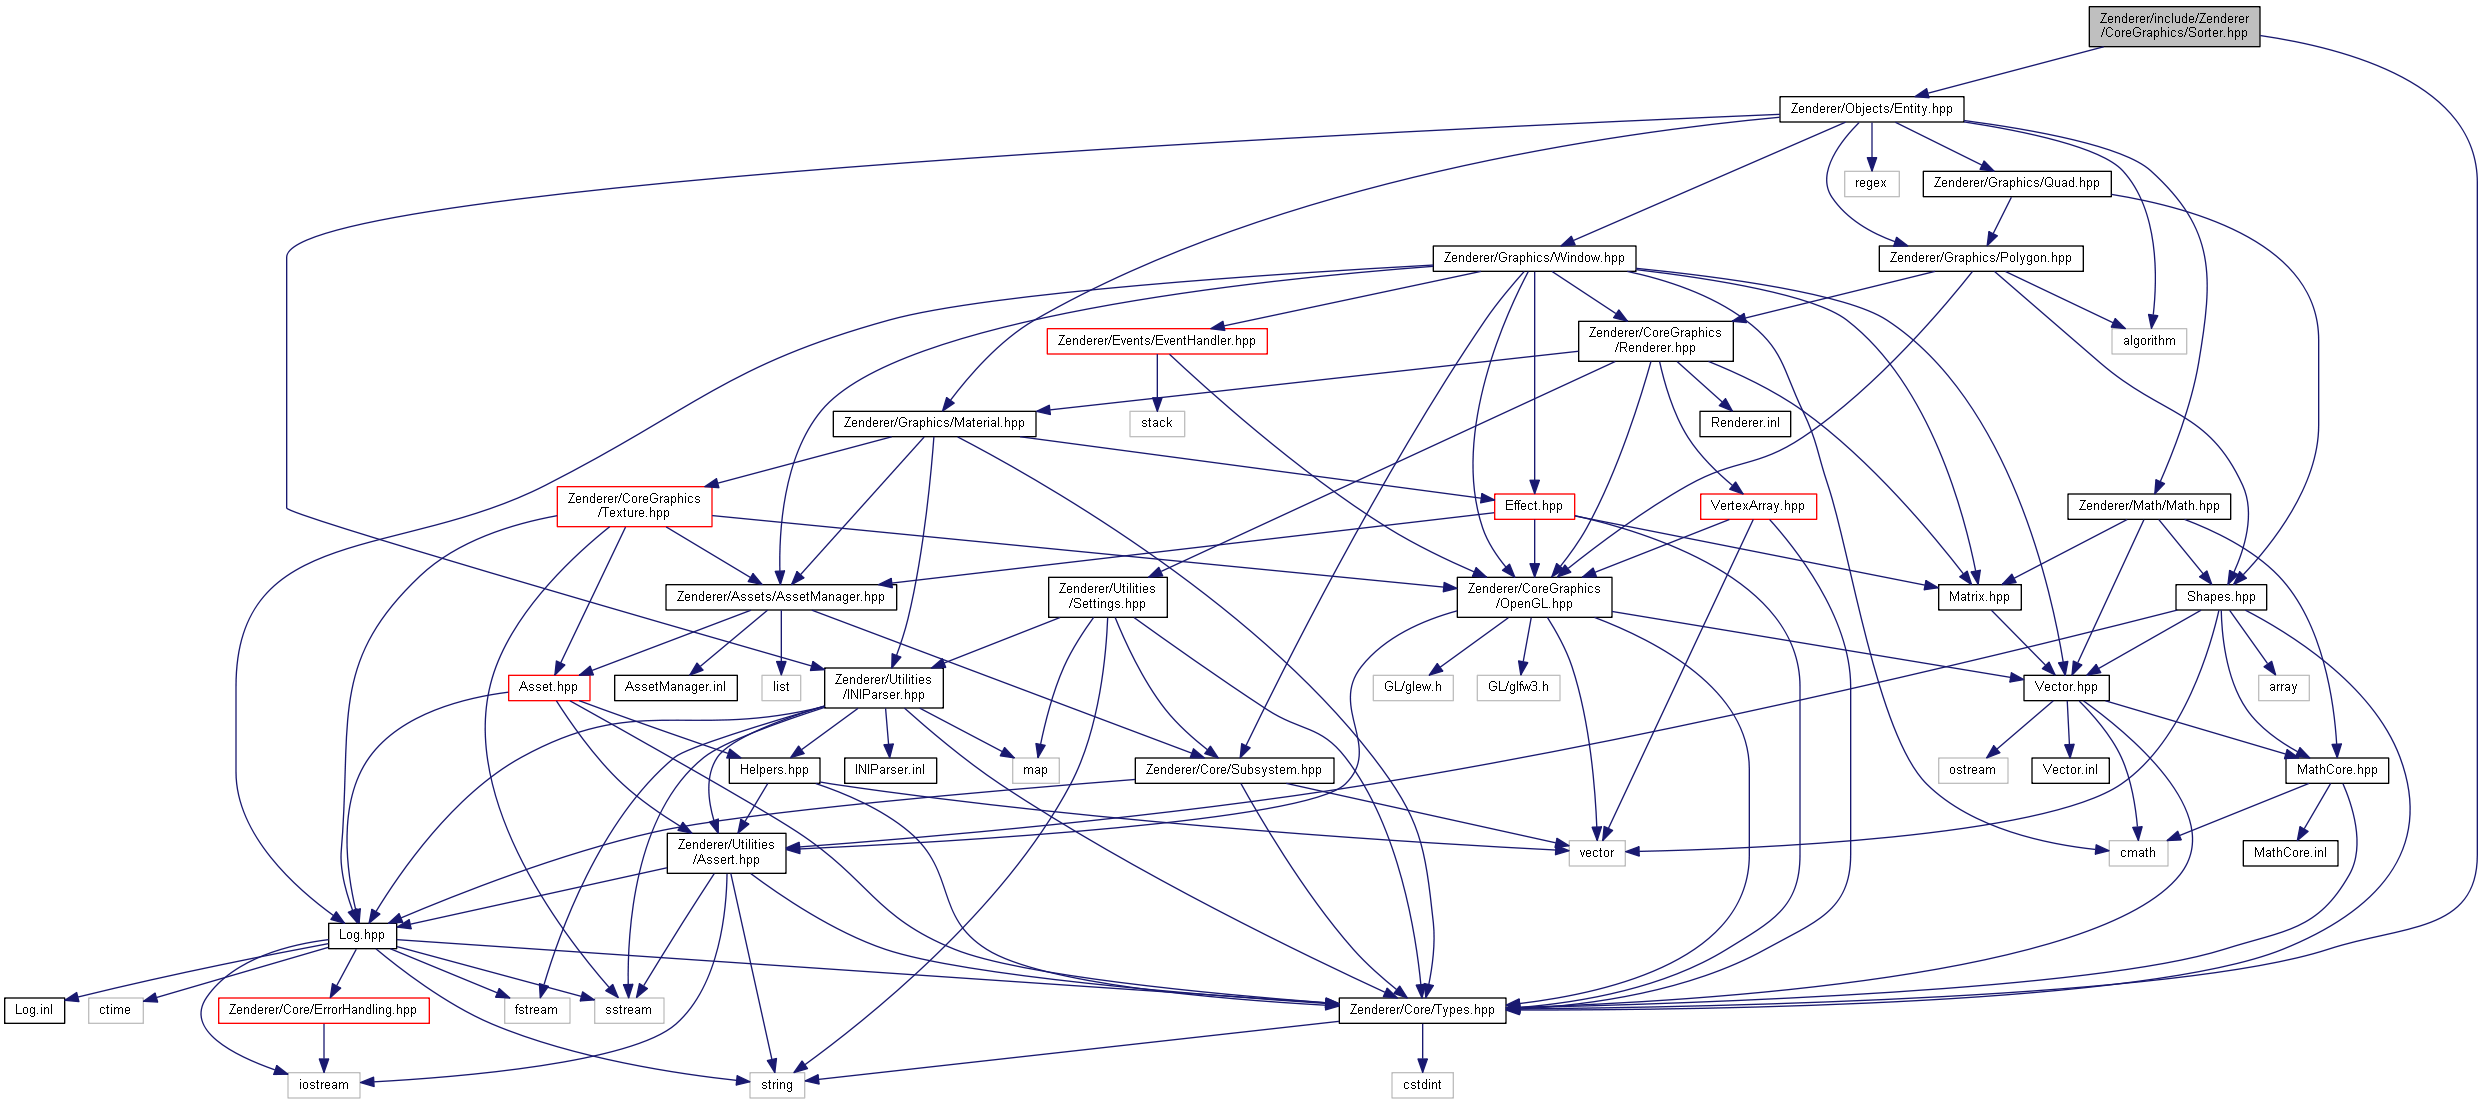 Zenderer/include/Zenderer
/CoreGraphics/Sorter.hpp
Zenderer/Objects/Entity.hpp
regex
Zenderer/Graphics/Quad.hpp
Zenderer/Graphics/Window.hpp
Zenderer/Graphics/Polygon.hpp
Zenderer/Events/EventHandler.hpp
Zenderer/CoreGraphics
/Renderer.hpp
algorithm
Zenderer/Graphics/Material.hpp
stack
Renderer.inl
Zenderer/CoreGraphics
/Texture.hpp
Effect.hpp
VertexArray.hpp
Zenderer/Math/Math.hpp
Zenderer/Assets/AssetManager.hpp
Zenderer/Utilities
/Settings.hpp
Zenderer/CoreGraphics
/OpenGL.hpp
Matrix.hpp
Shapes.hpp
Asset.hpp
AssetManager.inl
list
Zenderer/Utilities
/INIParser.hpp
GL/glew.h
GL/glfw3.h
Vector.hpp
array
Helpers.hpp
INIParser.inl
map
Zenderer/Core/Subsystem.hpp
ostream
Vector.inl
MathCore.hpp
Zenderer/Utilities
/Assert.hpp
vector
cmath
MathCore.inl
Log.hpp
Log.inl
ctime
Zenderer/Core/ErrorHandling.hpp
fstream
sstream
Zenderer/Core/Types.hpp
iostream
string
cstdint